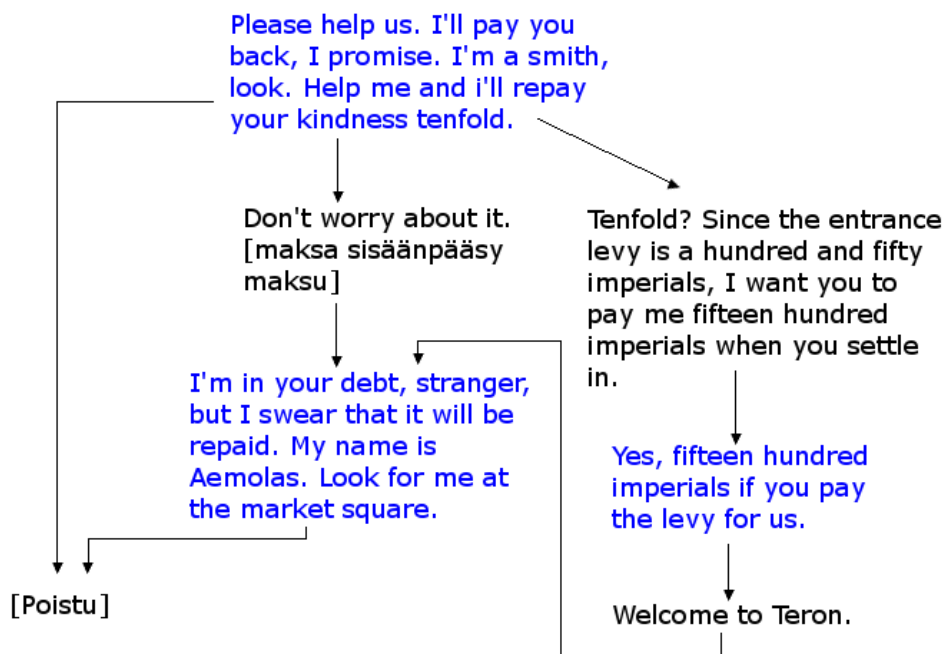 Please help us. I'll pay you
back, I promise. I'm a smith,
look. Help me and i'll repay
your kindness tenfold.
Don't worry about it.
[maksa sisäänpääsy
maksu]
Tenfold? Since the entrance
levy is a hundred and fifty
imperials, I want you to
pay me fifteen hundred
imperials when you settle
in.
I'm in your debt, stranger,
but I swear that it will be
repaid. My name is
Aemolas. Look for me at
the market square.
Yes, fifteen hundred
imperials if you pay
the levy for us.
[Poistu]
Welcome to Teron.